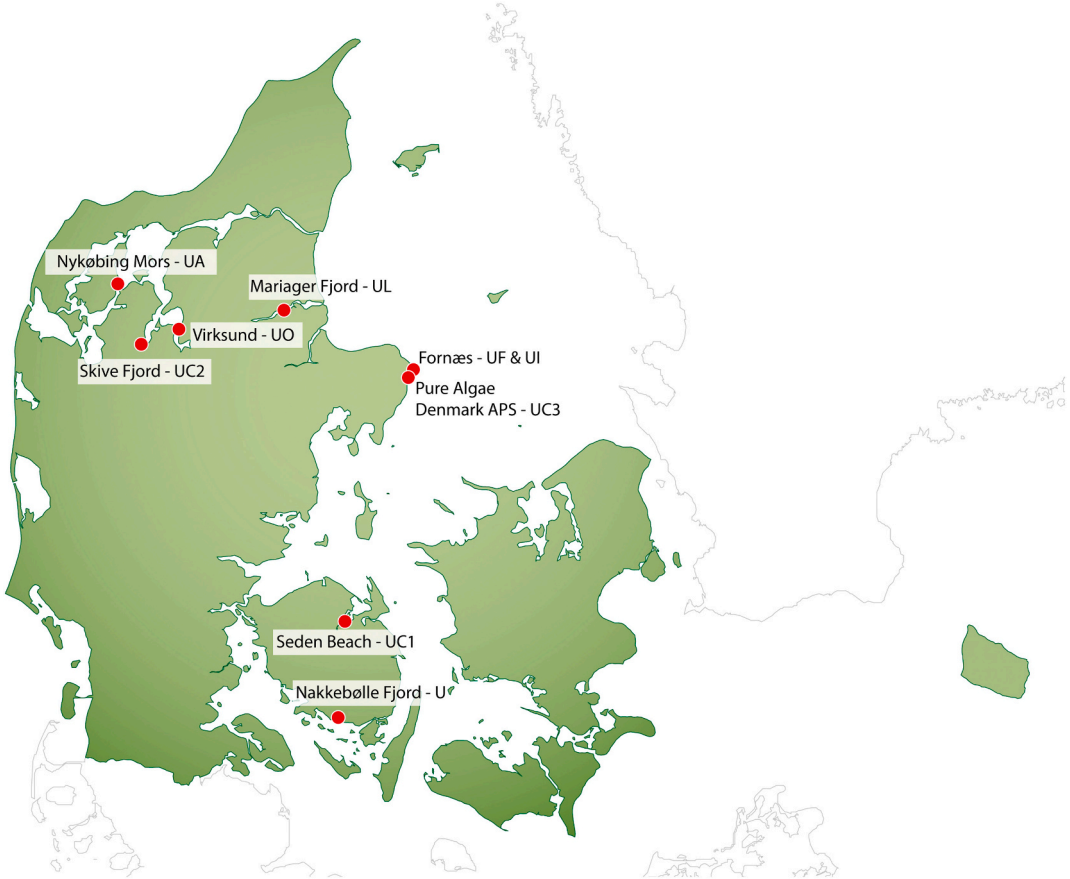 Nykøbing Mors - UA
Mariager Fjord - UL
Virksund - UO
Skive Fjord - UC2
Fornæs - UF & UI
Pure Algae
Denmark APS - UC3
Seden Beach - UC1
Nakkebølle Fjord - U